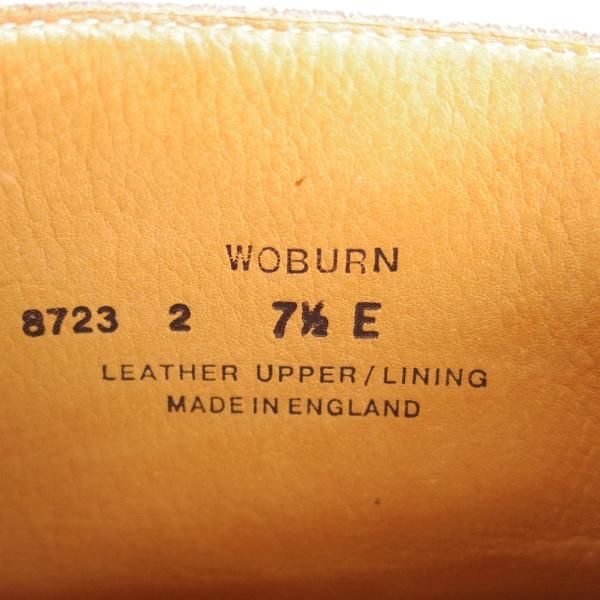 WOBURN
8723 2 7½ E
LEATHER UPPER/LINING
MADE IN ENGLAND